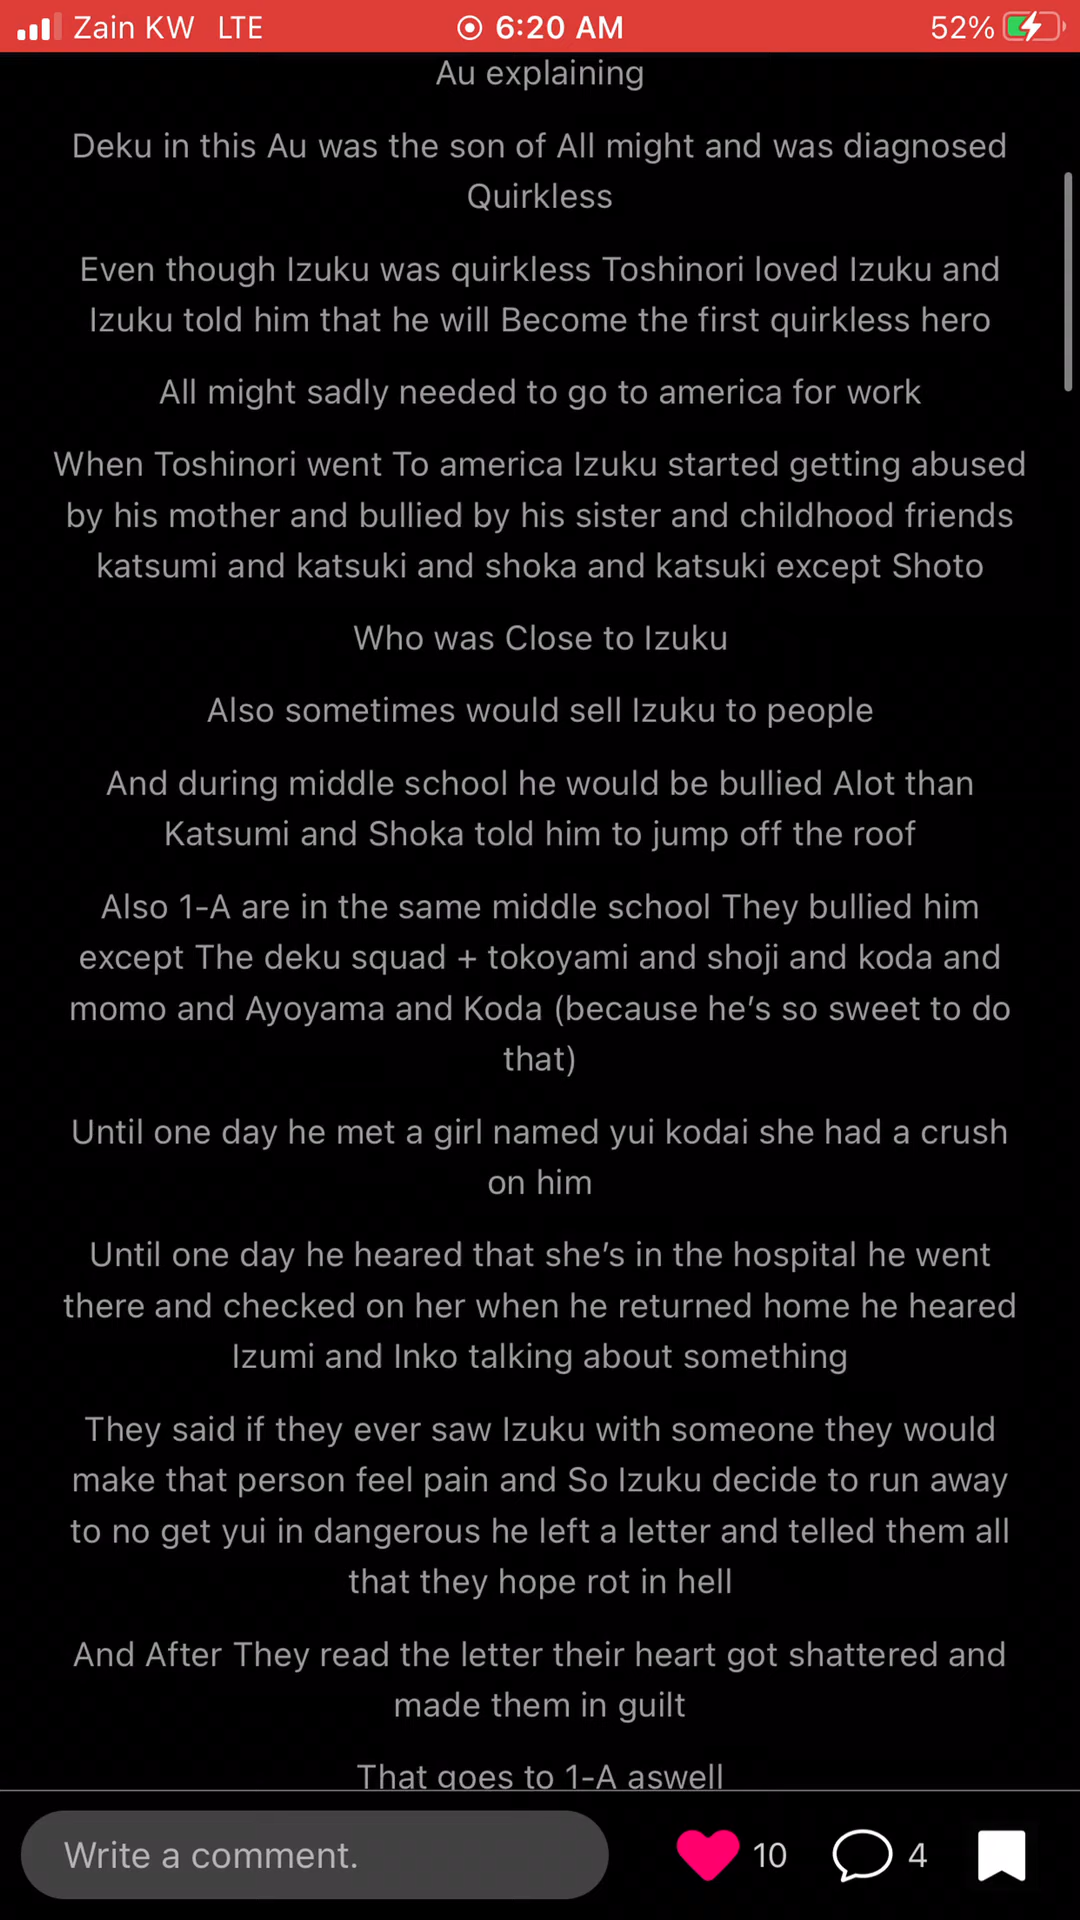 Zain KW LTE 6:20 AM 52%
Au explaining
Deku in this Au was the son of All might and was diagnosed
Quirkless
Even though Izuku was quirkless Toshinori loved Izuku and
Izuku told him that he will Become the first quirkless hero
All might sadly needed to go to america for work
When Toshinori went To america Izuku started getting abused
by his mother and bullied by his sister and childhood friends
katsumi and katsuki and shoka and katsuki except Shoto
Who was Close to Izuku
Also sometimes would sell Izuku to people
And during middle school he would be bullied Alot than
Katsumi and Shoka told him to jump off the roof
Also 1-A are in the same middle school They bullied him
except The deku squad + tokoyami and shoji and koda and
momo and Ayoyama and Koda (because he’s so sweet to do
that)
Until one day he met a girl named yui kodai she had a crush
on him
Until one day he heared that she’s in the hospital he went
there and checked on her when he returned home he heared
Izumi and Inko talking about something
They said if they ever saw Izuku with someone they would
make that person feel pain and So Izuku decide to run away
to no get yui in dangerous he left a letter and telled them all
that they hope rot in hell
And After They read the letter their heart got shattered and
made them in guilt
That goes to 1-A aswell
Write a comment. 10 4